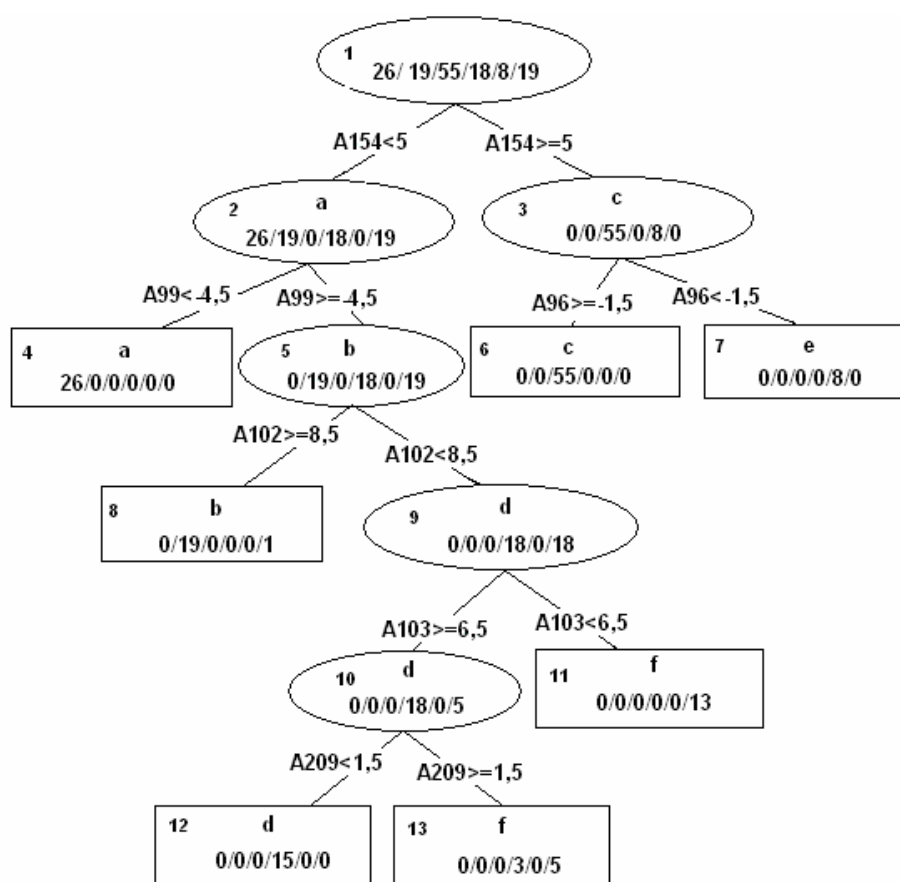 1
26/ 19/55/18/8/19
A154<5
A154>=5
2
a
26/19/0/18/0/19
3
c
0/0/55/0/8/0
A99<-4,5
A99>=-4,5
A96>=-1,5
A96<-1,5
4
a
26/0/0/0/0/0
5
b
0/19/0/18/0/19
6
c
0/0/55/0/0/0
7
e
0/0/0/0/8/0
A102>=8,5
A102<8,5
8
b
0/19/0/0/0/1
9
d
0/0/0/18/0/18
A103>=6,5
A103<6,5
10
d
0/0/0/18/0/5
11
f
0/0/0/0/0/13
A209<1,5
A209>=1,5
12
d
0/0/0/15/0/0
13
f
0/0/0/3/0/5